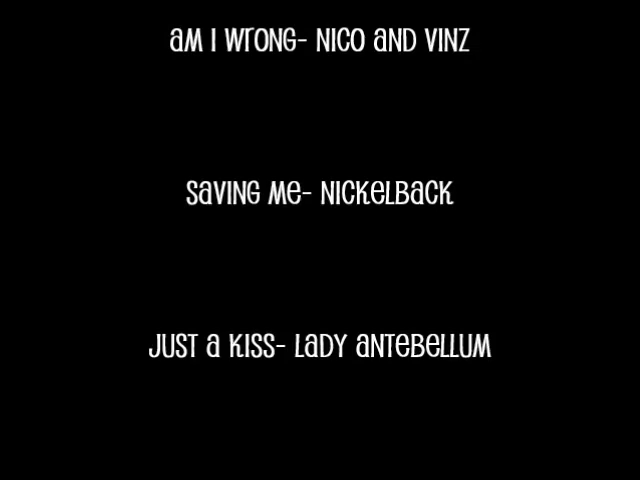 am I wrong- Nico and Vinz
Saving me- Nickelback
Just a kiss- Lady Antebellum